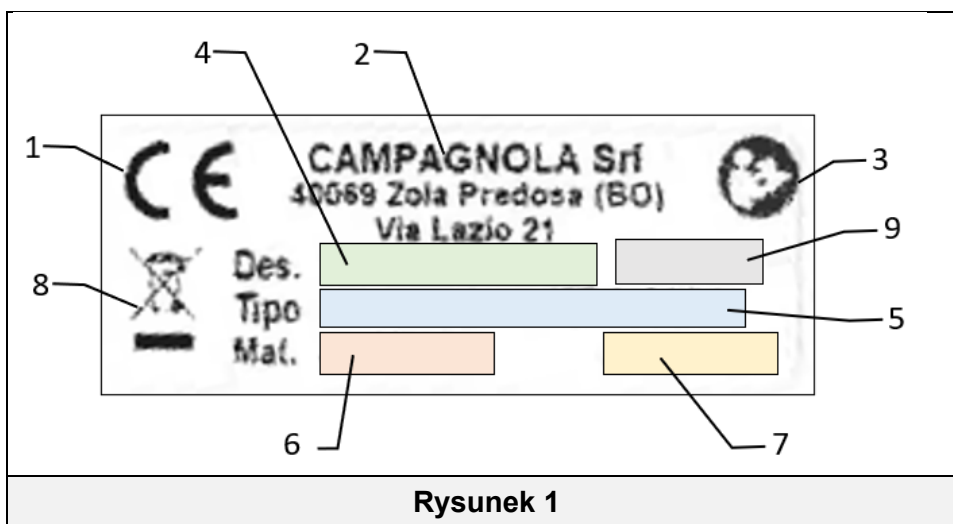 4 2
1 CE CAMPAGNOLA Srl 3
40069 Zola Predosa (BO)
Via Lazio 21 9
8 Des.
Tipo 5
Mat.
6 7
Rysunek 1